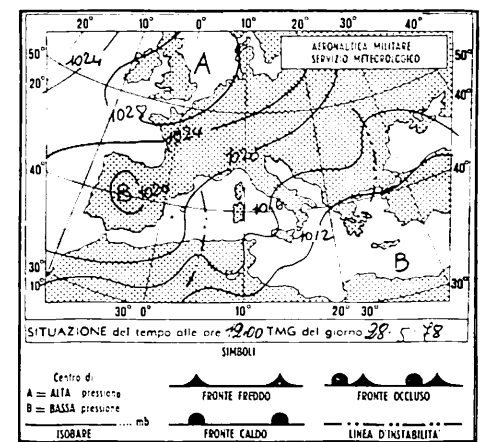 20° 10° 0° 10° 20° 30° 40°
AERONAUTICA MILITARE
SERVIZIO METEOROLOGICO
1024
A
50° 50°
20° 40°
1028
1024
1020
40° 40°
B 1020
1016
1012
B
30° 30°
10°
30° 0° 10° 20° 30°
SITUAZIONE del tempo alle ore 12.00 TMG del giorno 28.5.78
SIMBOLI
Centro di
A = ALTA pressione
B = BASSA pressione
FRONTE FREDDO
FRONTE OCCLUSO
mb
ISOBARE
FRONTE CALDO
LINEA D'INSTABILITA'